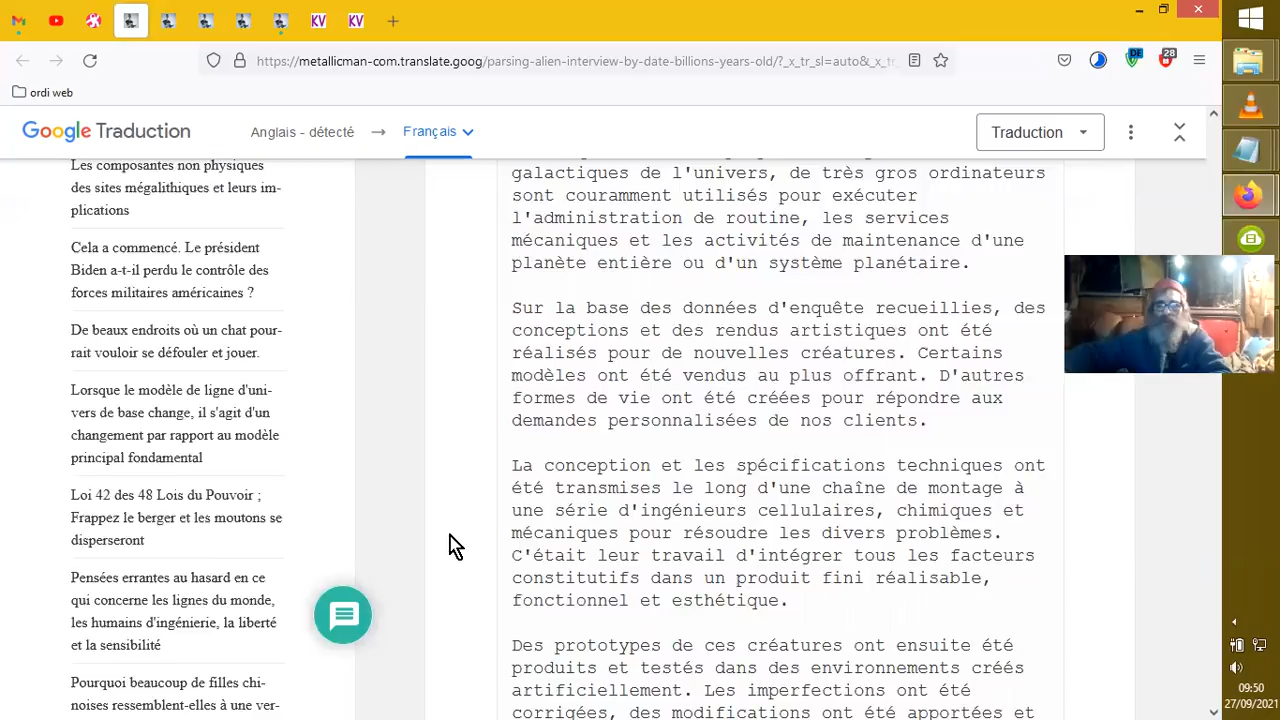 KV
KV
https://metallicman-com.translate.goog/parsing-alien-interview-by-date-billions-years-old/?_x_tr_sl=auto&_x_tr
DE
28
ordi web
Google Traduction
Anglais - détecté
Français
Traduction
Les composantes non physiques
des sites mégalithiques et leurs im-
plications
Cela a commencé. Le président
Biden a-t-il perdu le contrôle des
forces militaires américaines ?
De beaux endroits où un chat pour-
rait vouloir se défouler et jouer.
Lorsque le modèle de ligne d'uni-
vers de base change, il s'agit d'un
changement par rapport au modèle
principal fondamental
Loi 42 des 48 Lois du Pouvoir ;
Frappez le berger et les moutons se
disperseront
Pensées errantes au hasard en ce
qui concerne les lignes du monde,
les humains d'ingénierie, la liberté
et la sensibilité
Pourquoi beaucoup de filles chi-
noises ressemblent-elles à une ver-
galactiques de l'univers, de très gros ordinateurs
sont couramment utilisés pour exécuter
l'administration de routine, les services
mécaniques et les activités de maintenance d'une
planète entière ou d'un système planétaire.
Sur la base des données d'enquête recueillies, des
conceptions et des rendus artistiques ont été
réalisés pour de nouvelles créatures. Certains
modèles ont été vendus au plus offrant. D'autres
formes de vie ont été créées pour répondre aux
demandes personnalisées de nos clients.
La conception et les spécifications techniques ont
été transmises le long d'une chaîne de montage à
une série d'ingénieurs cellulaires, chimiques et
mécaniques pour résoudre les divers problèmes.
C'était leur travail d'intégrer tous les facteurs
constitutifs dans un produit fini réalisable,
fonctionnel et esthétique.
Des prototypes de ces créatures ont ensuite été
produits et testés dans des environnements créés
artificiellement. Les imperfections ont été
corrigées, des modifications ont été apportées et
09:50
27/09/2021